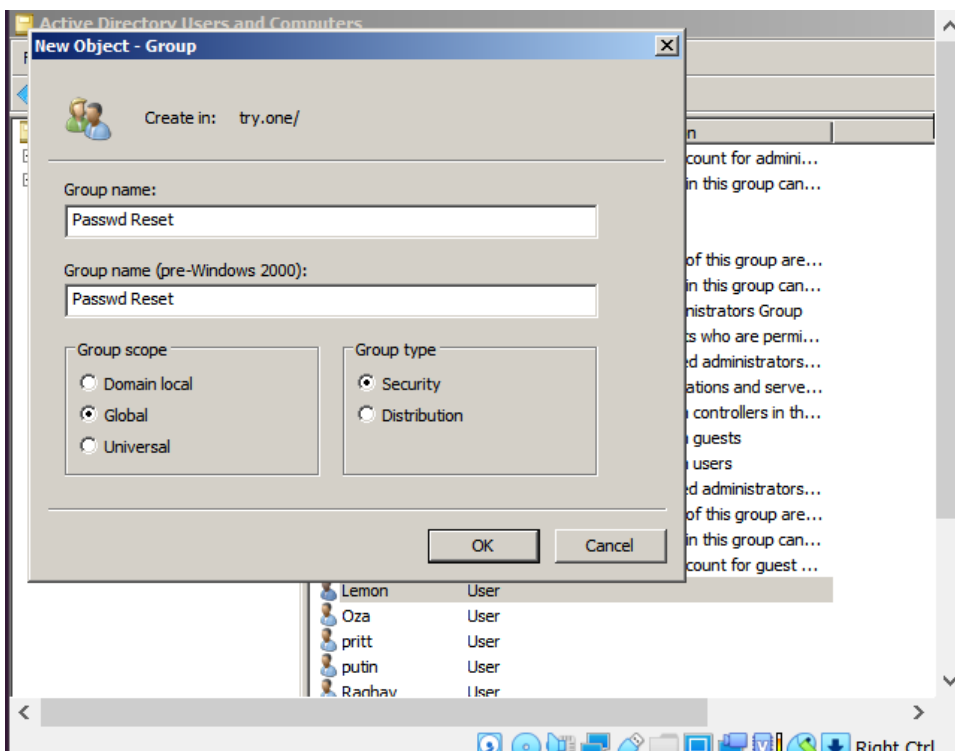 Active Directory Users and Computers
New Object - Group
Create in: try.one/
Group name:
Passwd Reset
Group name (pre-Windows 2000):
Passwd Reset
Group scope
Domain local
Global
Universal
Group type
Security
Distribution
OK
Cancel
n
count for admini...
in this group can...
of this group are...
in this group can...
nistrators Group
ts who are permi...
ed administrators...
ations and serve...
controllers in th...
guests
users
ed administrators...
of this group are...
in this group can...
count for guest ...
Lemon User
Oza User
pritt User
putin User
Raghav User
Right Ctrl